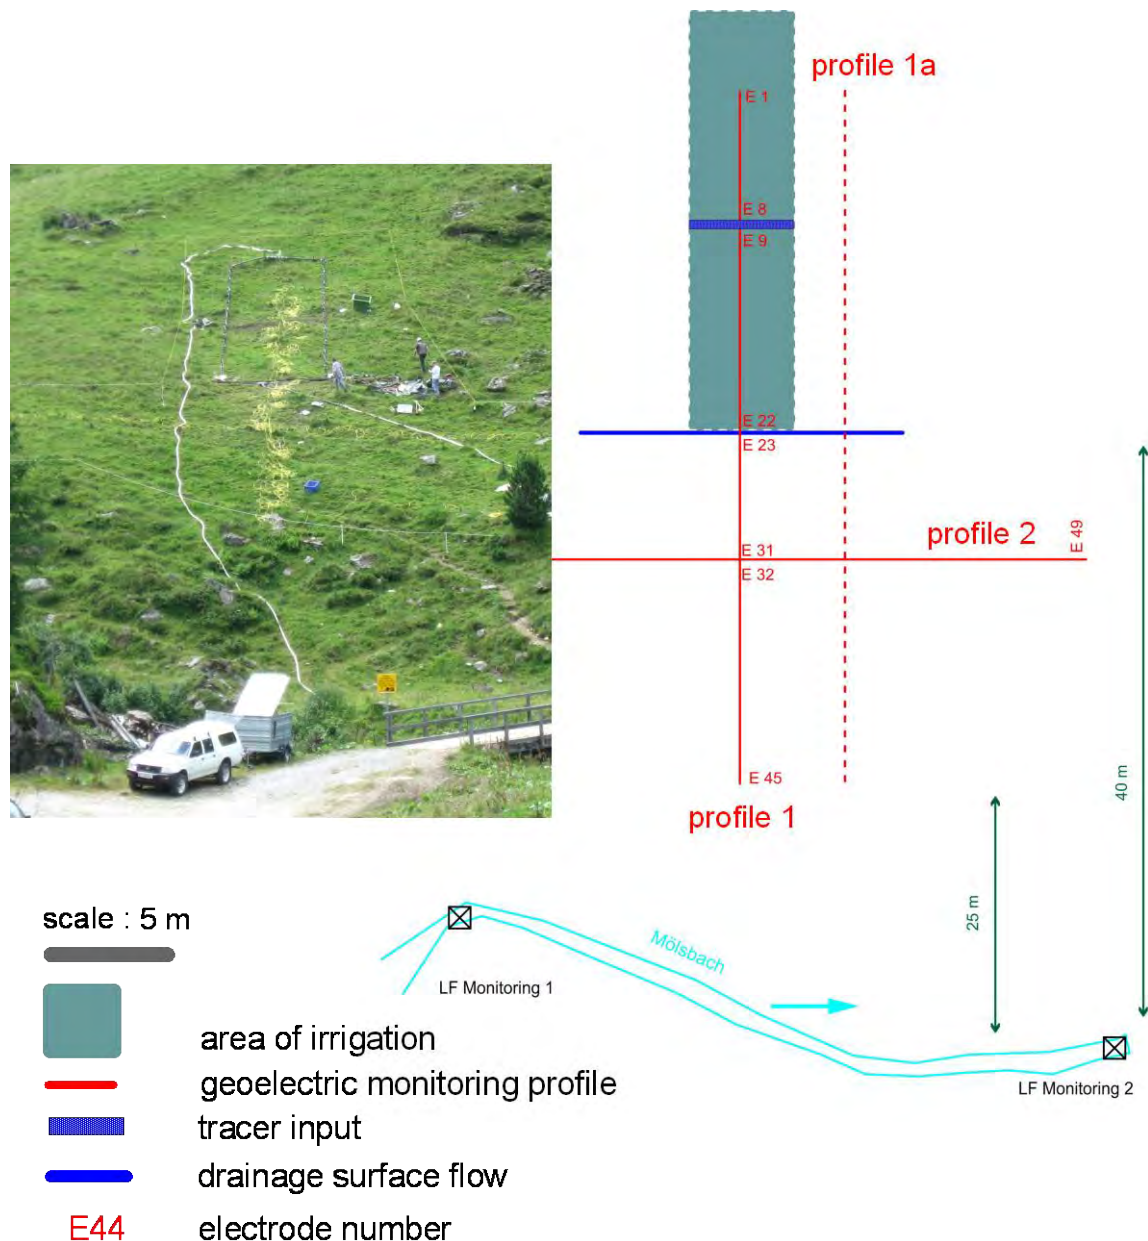 profile 1a
E 1
E 8
E 9
E 22
E 23
profile 2
E 49
E 31
E 32
E 45
profile 1
40 m
25 m
scale : 5 m
Mölsbach
LF Monitoring 1
LF Monitoring 2
area of irrigation
geoelectric monitoring profile
tracer input
drainage surface flow
E44 electrode number